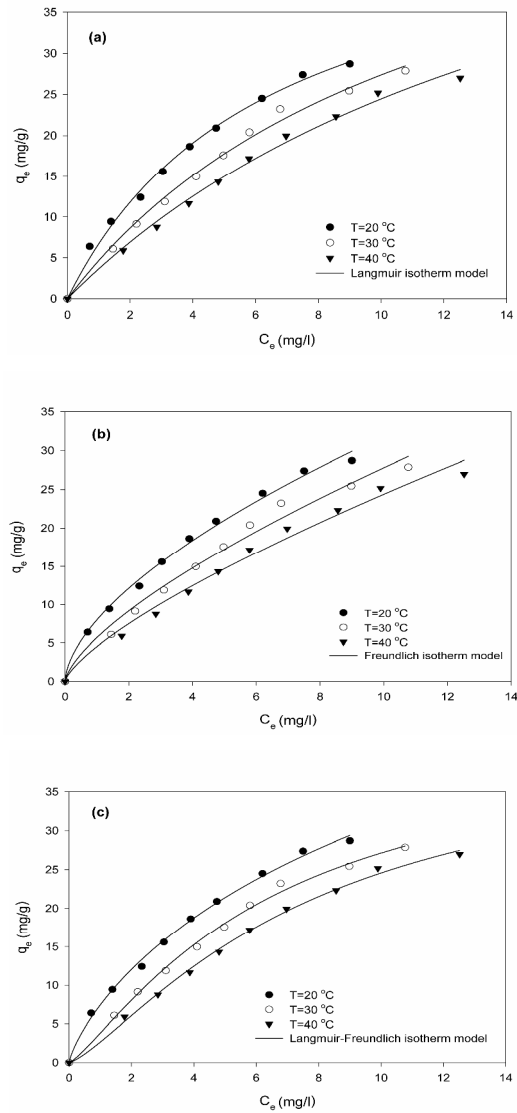 (a)
35
30
25
20
15
10
5
0
qe (mg/g)
T=20 °C
T=30 °C
T=40 °C
Langmuir isotherm model
0 2 4 6 8 10 12 14
Ce (mg/l)
(b)
35
30
25
20
15
10
5
0
qe (mg/g)
T=20 °C
T=30 °C
T=40 °C
Freundlich isotherm model
0 2 4 6 8 10 12 14
Ce (mg/l)
(c)
35
30
25
20
15
10
5
0
qe (mg/g)
T=20 °C
T=30 °C
T=40 °C
Langmuir-Freundlich isotherm model
0 2 4 6 8 10 12 14
Ce (mg/l)